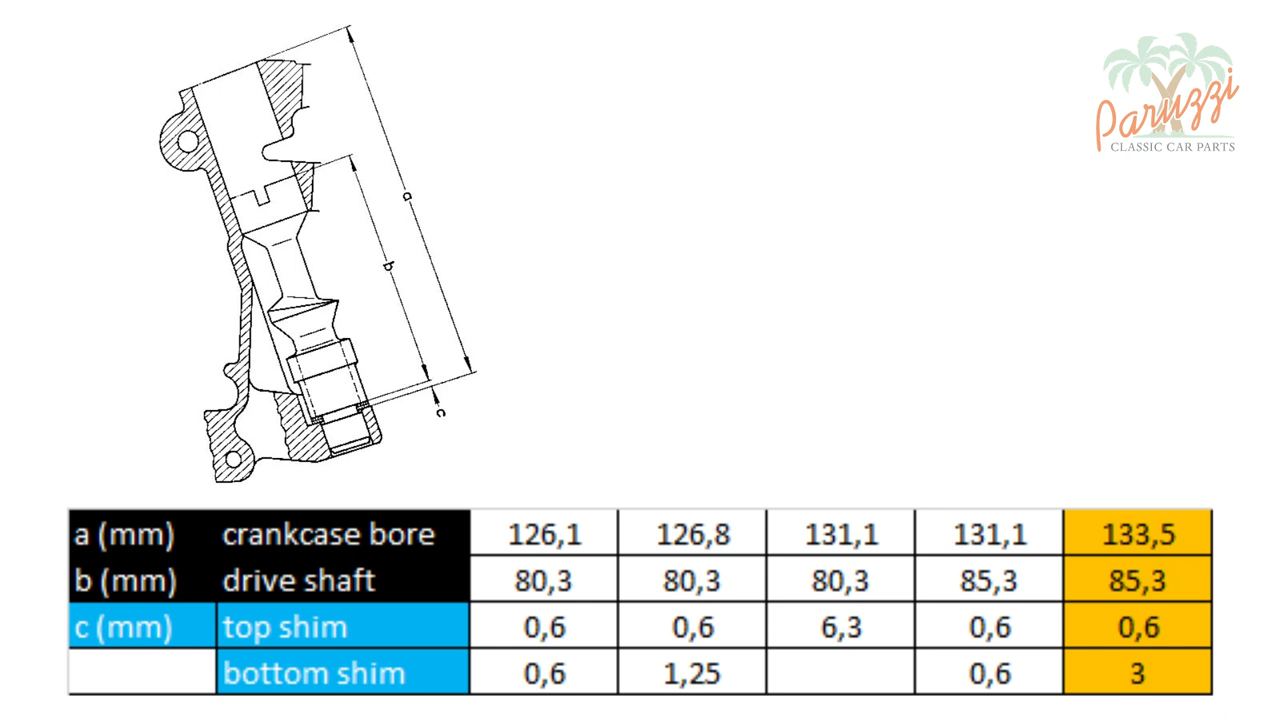 Paruzzi
CLASSIC CAR PARTS
a
b
c
a (mm) crankcase bore 126,1 126,8 131,1 131,1 133,5
b (mm) drive shaft 80,3 80,3 80,3 85,3 85,3
c (mm) top shim 0,6 0,6 6,3 0,6 0,6
bottom shim 0,6 1,25 0,6 3